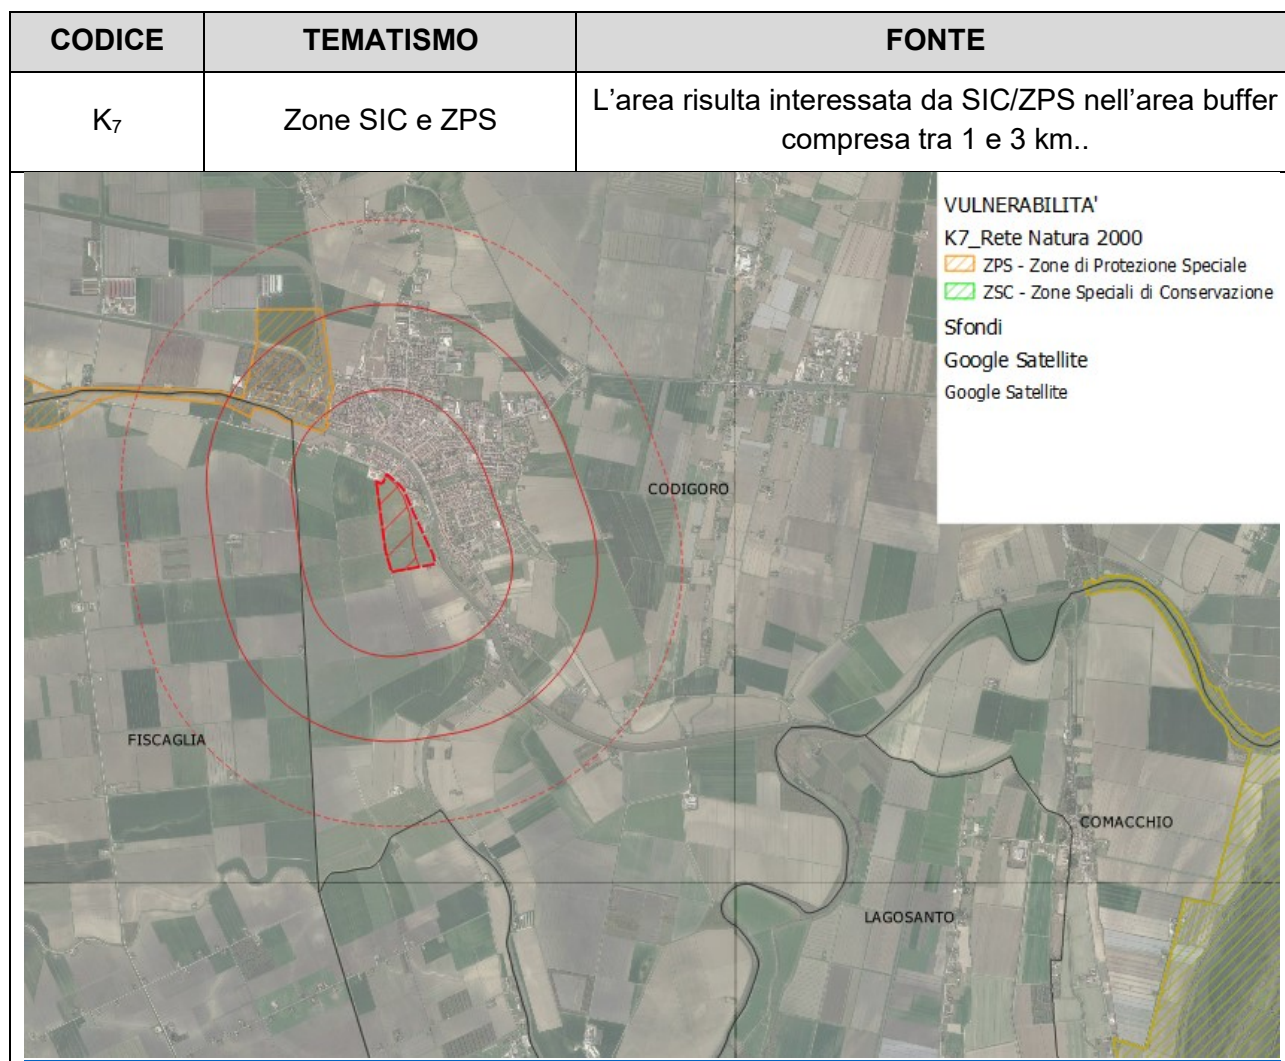 CODICE
TEMATISMO
FONTE
K7
Zone SIC e ZPS
L’area risulta interessata da SIC/ZPS nell’area buffer
compresa tra 1 e 3 km..
VULNERABILITA'
K7_Rete Natura 2000
ZPS - Zone di Protezione Speciale
ZSC - Zone Speciali di Conservazione
Sfondi
Google Satellite
Google Satellite
CODIGORO
FISCAGLIA
COMACCHIO
LAGOSANTO